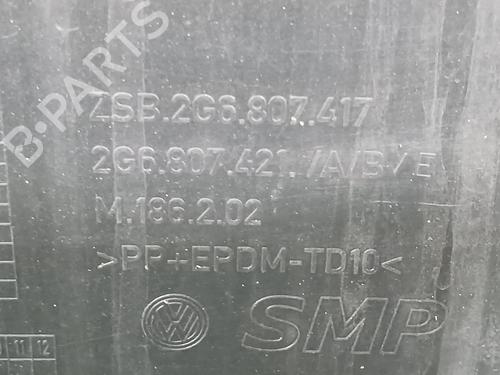 B-PARTS
ZSB.2G6.807.417
2G6.807.421./A/B/E
M.186.2.02
>PP+EPDM-TD10<
SMP
11 12